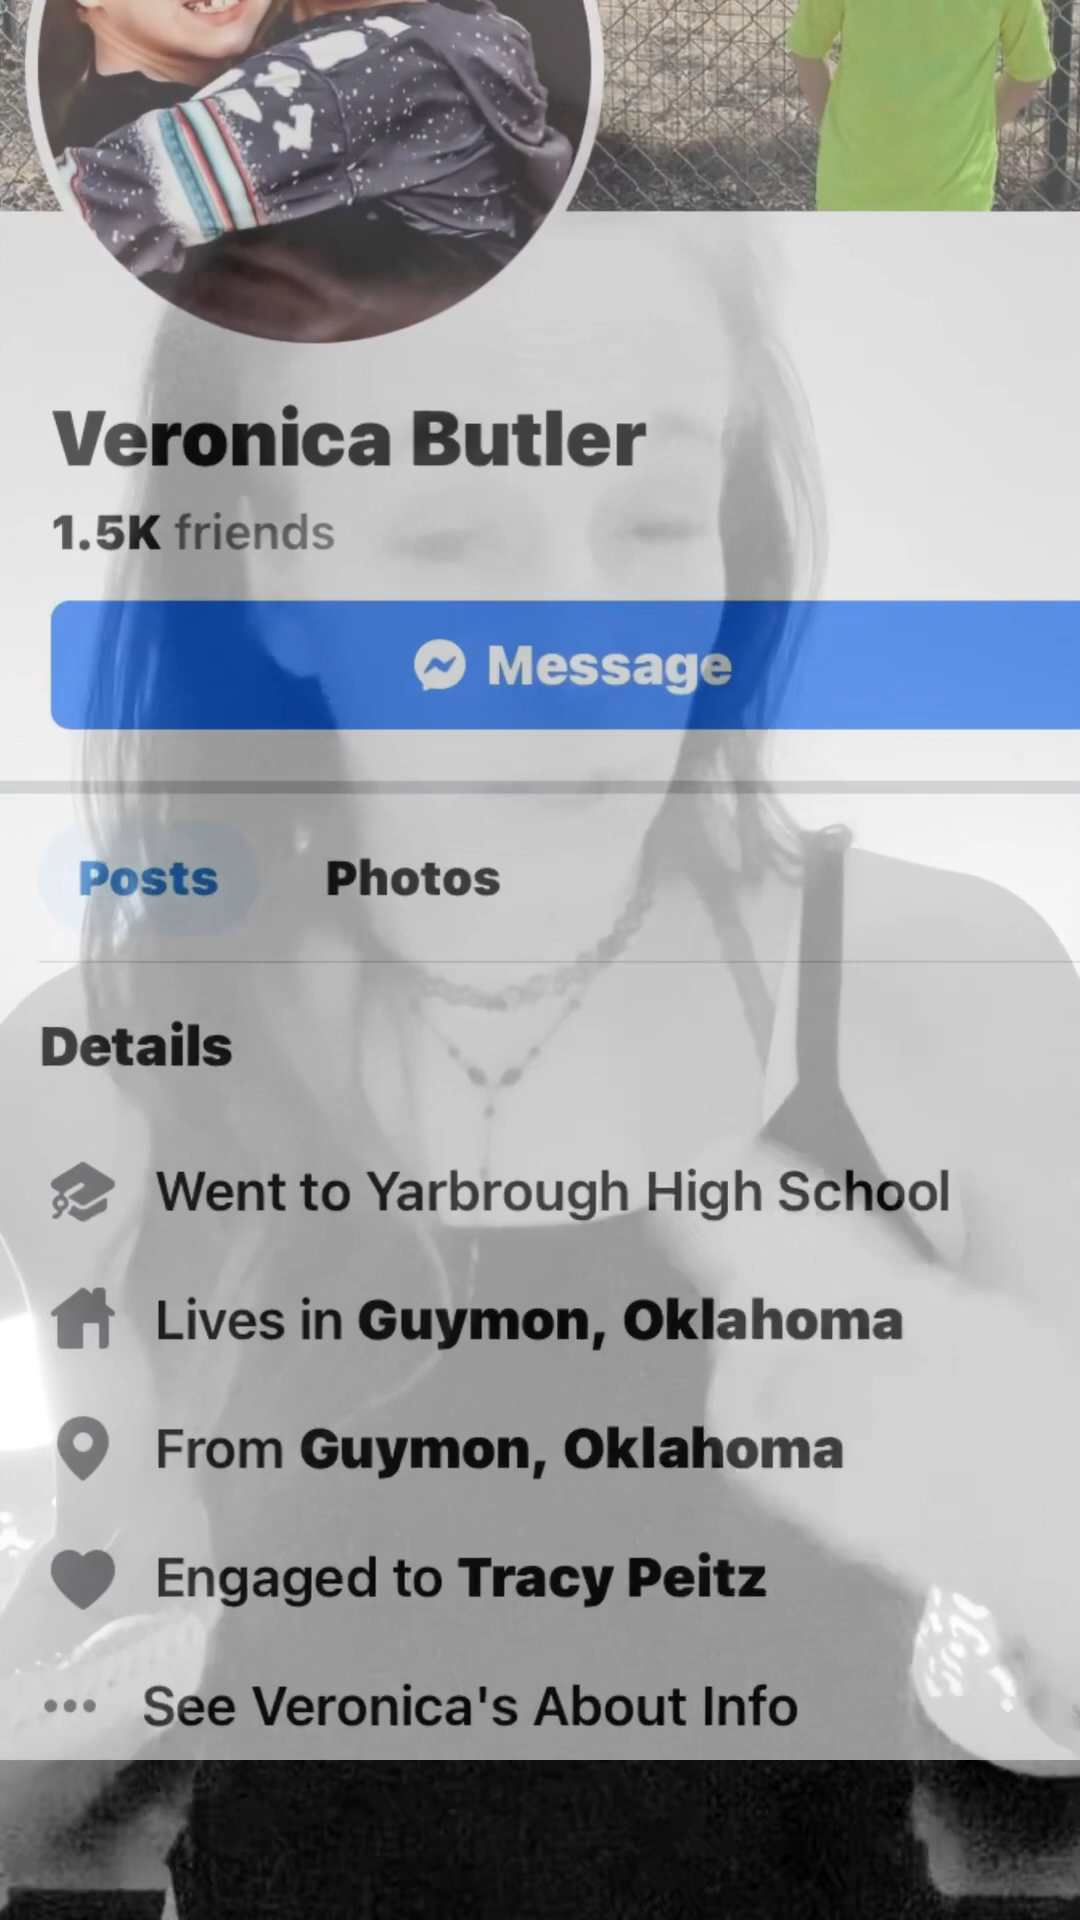 Veronica Butler
1.5K friends
Message
Posts Photos
Details
Went to Yarbrough High School
Lives in Guymon, Oklahoma
From Guymon, Oklahoma
Engaged to Tracy Peitz
See Veronica's About Info